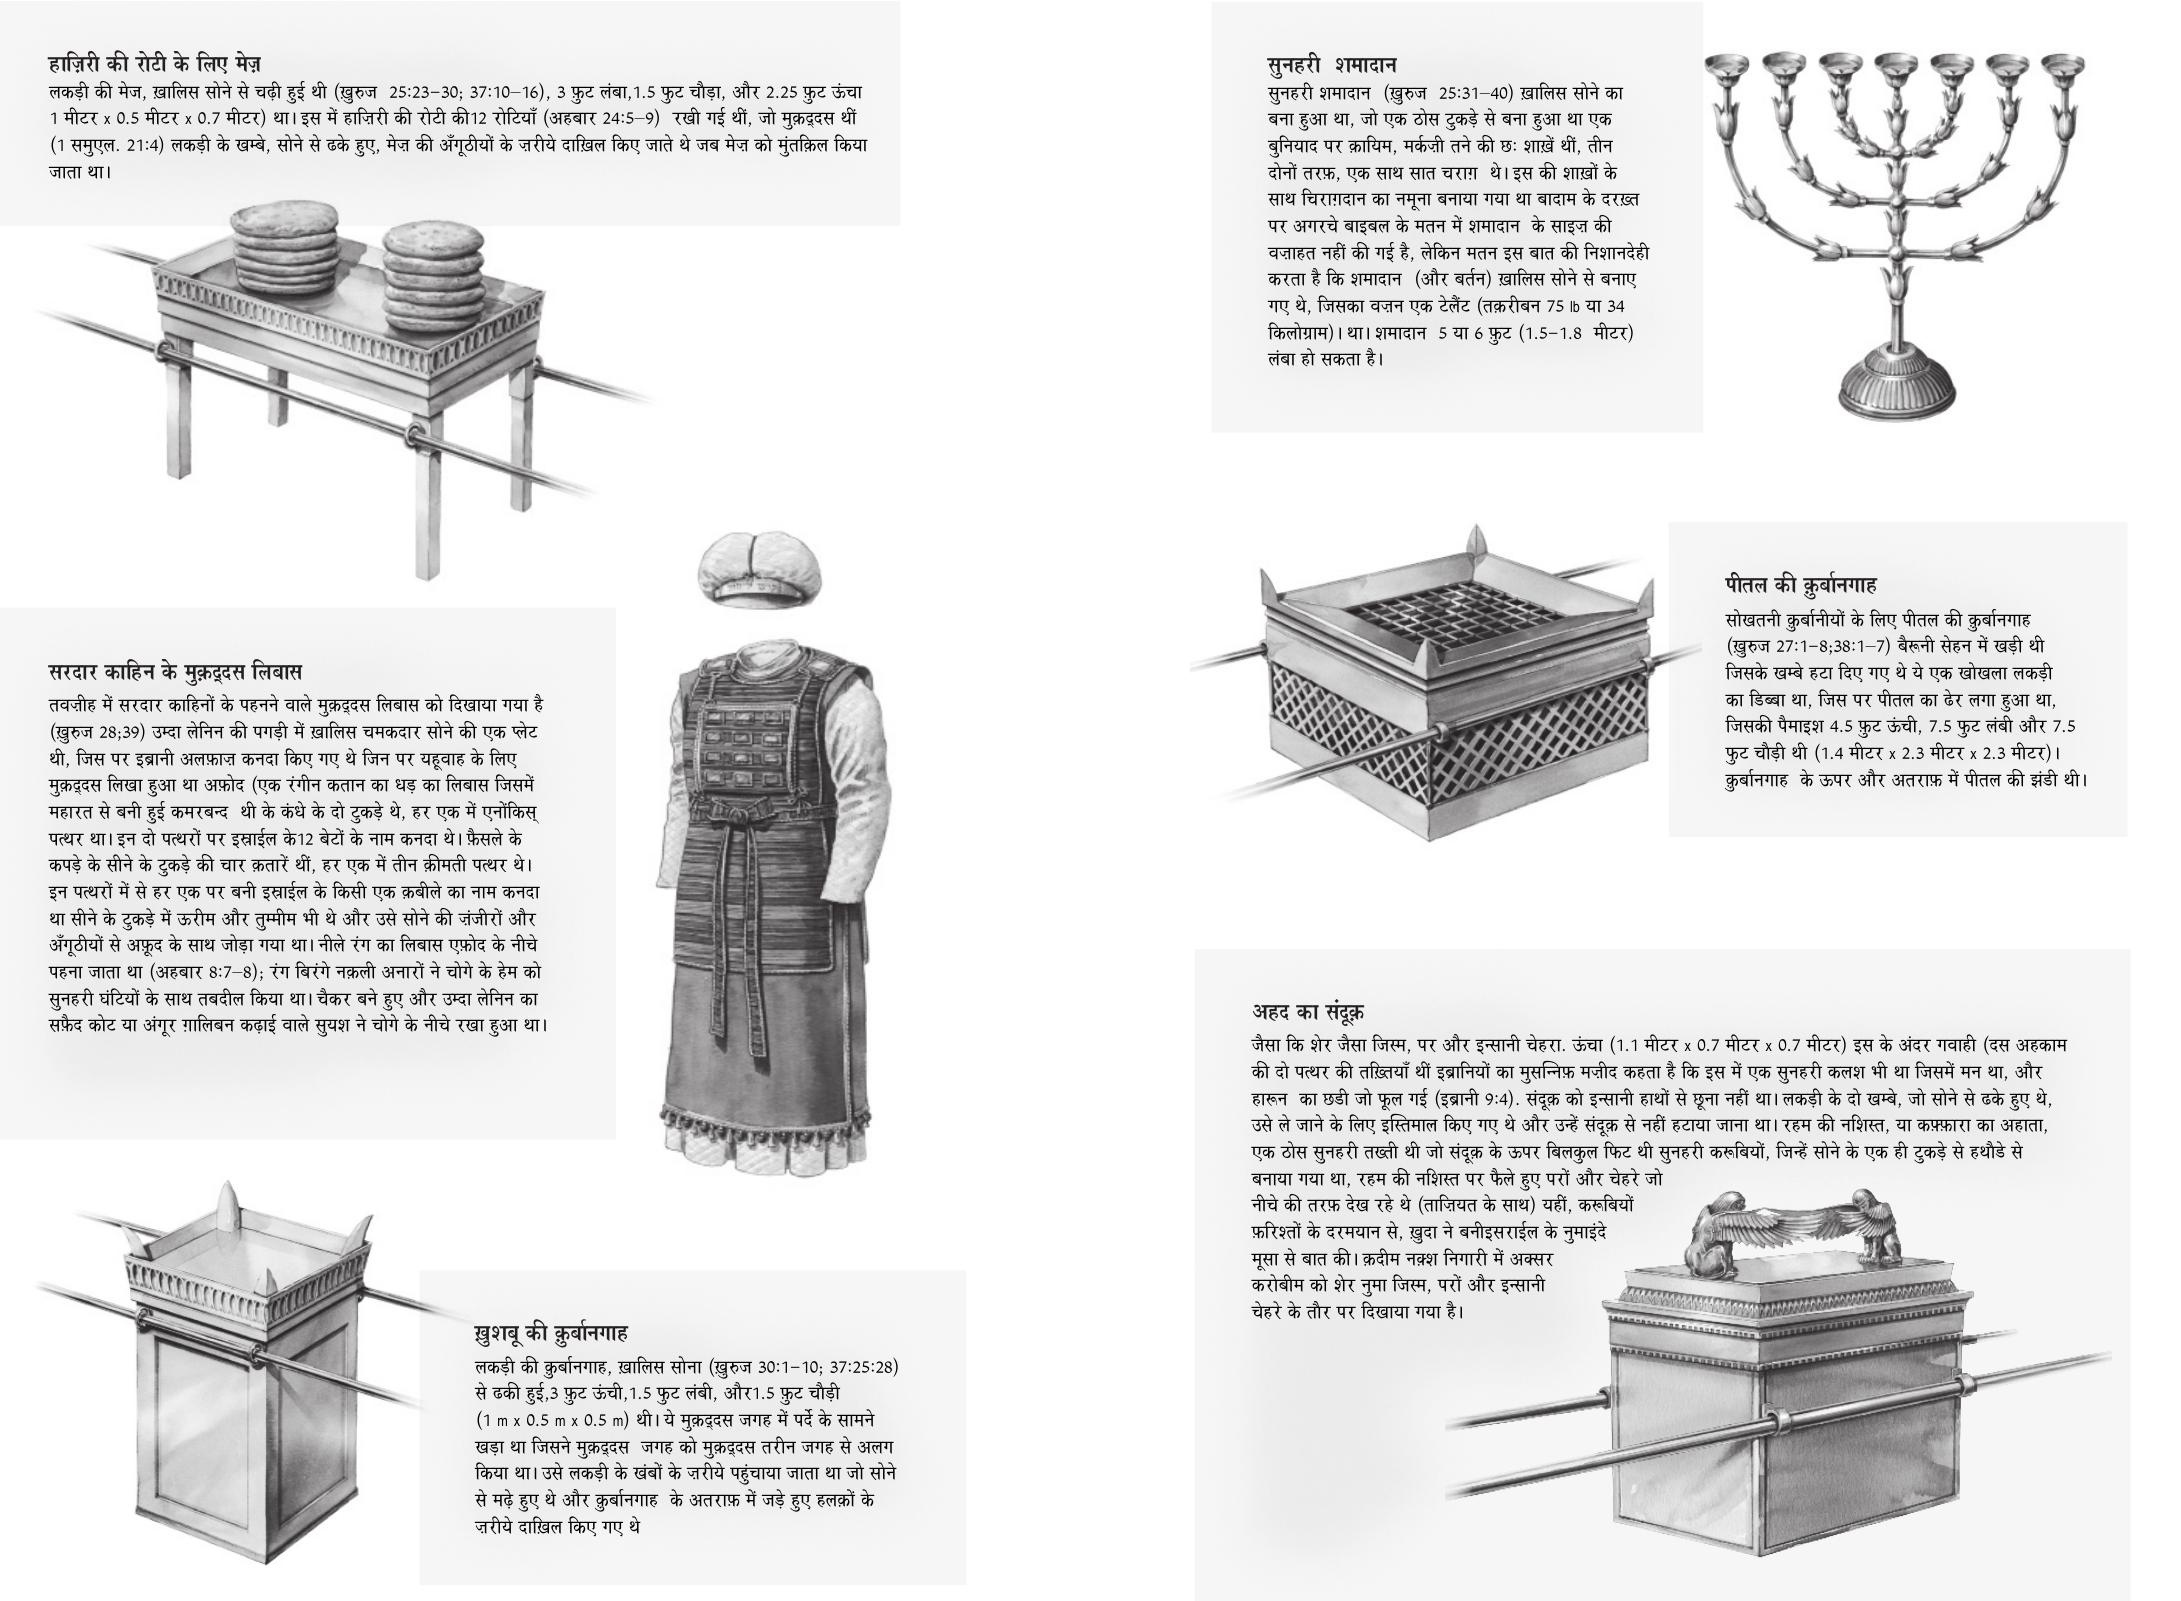 हाज़िरी की रोटी के लिए मेज़
लकड़ी की मेज, ख़ालिस सोने से चढ़ी हुई थी (ख़ुरुज 25:23–30; 37:10–16), 3 फ़ुट लंबा,1.5 फुट चौड़ा, और 2.25 फ़ुट ऊंचा
1 मीटर x 0.5 मीटर x 0.7 मीटर) था। इस में हाज़िरी की रोटी की12 रोटियाँ (अहबार 24:5–9) रखी गई थीं, जो मुक़द्दस थीं
(1 समुएल. 21:4) लकड़ी के खम्बे, सोने से ढके हुए, मेज़ की अँगूठीयों के ज़रीये दाख़िल किए जाते थे जब मेज़ को मुंतक़िल किया
जाता था।
सरदार काहिन के मुक़द्दस लिबास
तवज़ीह में सरदार काहिनों के पहनने वाले मुक़द्दस लिबास को दिखाया गया है
(ख़ुरुज 28;39) उम्दा लेनिन की पगड़ी में ख़ालिस चमकदार सोने की एक प्लेट
थी, जिस पर इब्रानी अलफ़ाज़ कनदा किए गए थे जिन पर यहूवाह के लिए
मुक़द्दस लिखा हुआ था अफ़ोद (एक रंगीन कतान का धड़ का लिबास जिसमें
महारत से बनी हुई कमरबन्द थी के कंधे के दो टुकड़े थे, हर एक में एनोंकिस्
पत्थर था। इन दो पत्थरों पर इस्राईल के12 बेटों के नाम कनदा थे। फ़ैसले के
कपड़े के सीने के टुकड़े की चार क़तारें थीं, हर एक में तीन क़ीमती पत्थर थे।
इन पत्थरों में से हर एक पर बनी इस्राईल के किसी एक क़बीले का नाम कनदा
था सीने के टुकड़े में ऊरीम और तुम्मीम भी थे और उसे सोने की ज़ंजीरों और
अँगूठीयों से अफ़ूद के साथ जोड़ा गया था। नीले रंग का लिबास एफ़ोद के नीचे
पहना जाता था (अहबार 8:7–8); रंग बिरंगे नक़ली अनारों ने चोगे के हेम को
सुनहरी घंटियों के साथ तबदील किया था। चैकर बने हुए और उम्दा लेनिन का
सफ़ैद कोट या अंगूर ग़ालिबन कढ़ाई वाले सुयश ने चोगे के नीचे रखा हुआ था।
ख़ुशबू की क़ुर्बानगाह
लकड़ी की क़ुर्बानगाह, ख़ालिस सोना (ख़ुरुज 30:1–10; 37:25:28)
से ढकी हुई,3 फ़ुट ऊंची,1.5 फ़ुट लंबी, और1.5 फ़ुट चौड़ी
(1 m x 0.5 m x 0.5 m) थी। ये मुक़द्दस जगह में पर्दे के सामने
खड़ा था जिसने मुक़द्दस जगह को मुक़द्दस तरीन जगह से अलग
किया था। उसे लकड़ी के खंबों के ज़रीये पहुंचाया जाता था जो सोने
से मढ़े हुए थे और क़ुर्बानगाह के अतराफ़ में जड़े हुए हलक़ों के
ज़रीये दाख़िल किए गए थे
सुनहरी शमादान
सुनहरी शमादान (ख़ुरुज 25:31–40) ख़ालिस सोने का
बना हुआ था, जो एक ठोस टुकड़े से बना हुआ था एक
बुनियाद पर क़ायिम, मर्कज़ी तने की छः शाख़ें थीं, तीन
दोनों तरफ़, एक साथ सात चराग़ थे। इस की शाख़ों के
साथ चिराग़दान का नमूना बनाया गया था बादाम के दरख़्त
पर अगरचे बाइबल के मतन में शमादान के साइज़ की
वज़ाहत नहीं की गई है, लेकिन मतन इस बात की निशानदेही
करता है कि शमादान (और बर्तन) ख़ालिस सोने से बनाए
गए थे, जिसका वज़न एक टेलैंट (तक़रीबन 75 lb या 34
किलोग्राम)। था। शमादान 5 या 6 फ़ुट (1.5–1.8 मीटर)
लंबा हो सकता है।
पीतल की क़ुर्बानगाह
सोखतनी क़ुर्बानीयों के लिए पीतल की क़ुर्बानगाह
(ख़ुरुज 27:1–8;38:1–7) बैरूनी सेहन में खड़ी थी
जिसके खम्बे हटा दिए गए थे ये एक खोखला लकड़ी
का डिब्बा था, जिस पर पीतल का ढेर लगा हुआ था,
जिसकी पैमाइश 4.5 फ़ुट ऊंची, 7.5 फुट लंबी और 7.5
फुट चौड़ी थी (1.4 मीटर x 2.3 मीटर x 2.3 मीटर)।
क़ुर्बानगाह के ऊपर और अतराफ़ में पीतल की झंडी थी।
अहद का संदूक़
जैसा कि शेर जैसा जिस्म, पर और इन्सानी चेहरा. ऊंचा (1.1 मीटर x 0.7 मीटर x 0.7 मीटर) इस के अंदर गवाही (दस अहकाम
की दो पत्थर की तख़्तियाँ थीं इब्रानियों का मुसन्निफ़ मज़ीद कहता है कि इस में एक सुनहरी कलश भी था जिसमें मन था, और
हारून का छडी जो फूल गई (इब्रानी 9:4). संदूक़ को इन्सानी हाथों से छूना नहीं था। लकड़ी के दो खम्बे, जो सोने से ढके हुए थे,
उसे ले जाने के लिए इस्तिमाल किए गए थे और उन्हें संदूक़ से नहीं हटाया जाना था। रहम की नशिस्त, या कफ़्फ़ारा का अहाता,
एक ठोस सुनहरी तख्ती थी जो संदूक़ के ऊपर बिलकुल फिट थी सुनहरी करूबियों, जिन्हें सोने के एक ही टुकड़े से हथौडे से
बनाया गया था, रहम की नशिस्त पर फैले हुए परों और चेहरे जो
नीचे की तरफ़ देख रहे थे (ताज़ियत के साथ) यहीं, करूबियों
फ़रिश्तों के दरमयान से, ख़ुदा ने बनीइसराईल के नुमाइंदे
मूसा से बात की। क़दीम नक़्श निगारी में अक्सर
करोबीम को शेर नुमा जिस्म, परों और इन्सानी
चेहरे के तौर पर दिखाया गया है।